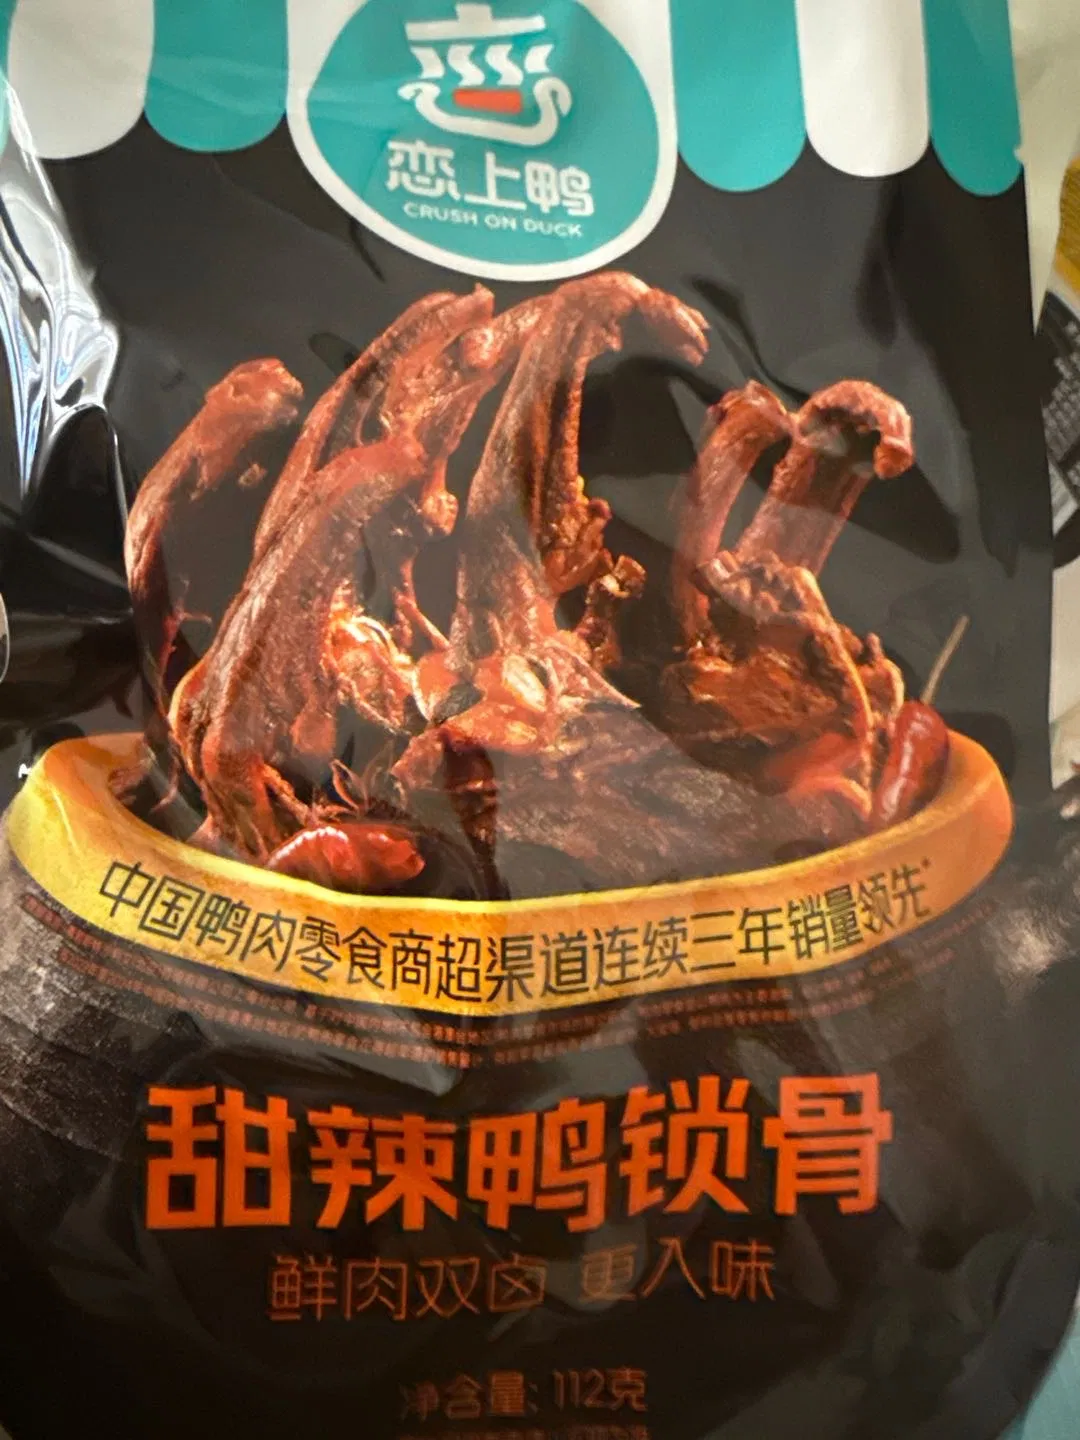 恋上鸭
CRUSH ON DUCK
中国鸭肉零食商超渠道连续三年销量领先*
甜辣鸭锁骨
鲜肉双卤 更入味
净含量: 112克